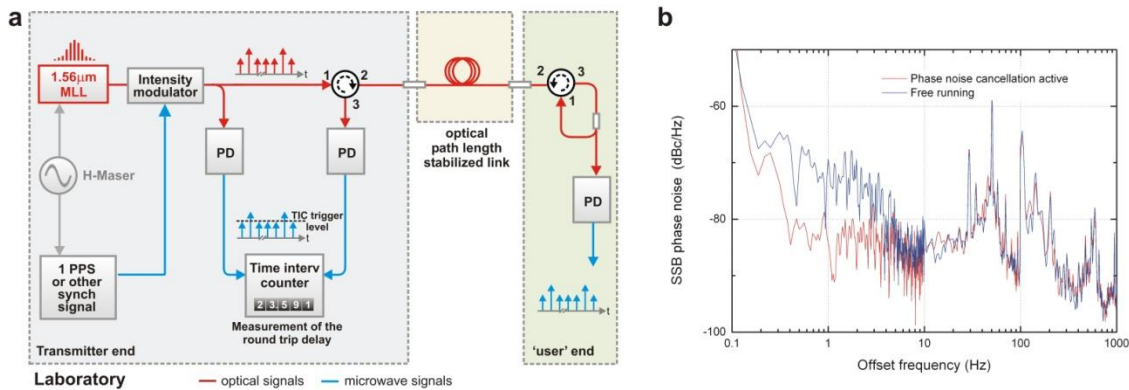 a
1.56µm
MLL
Intensity
modulator
t
1
2
3
H-Maser
PD
PD
TIC trigger
level
t
1 PPS
or other
synch
signal
Time interv
counter
2 3.5 9 1
Measurement of the
round trip delay
Transmitter end
optical
path length
stabilized link
2
3
1
PD
t
'user' end
Laboratory
optical signals
microwave signals
b
Phase noise cancellation active
Free running
SSB phase noise (dBc/Hz)
-60
-80
-100
0.1
1
10
100
1000
Offset frequency (Hz)